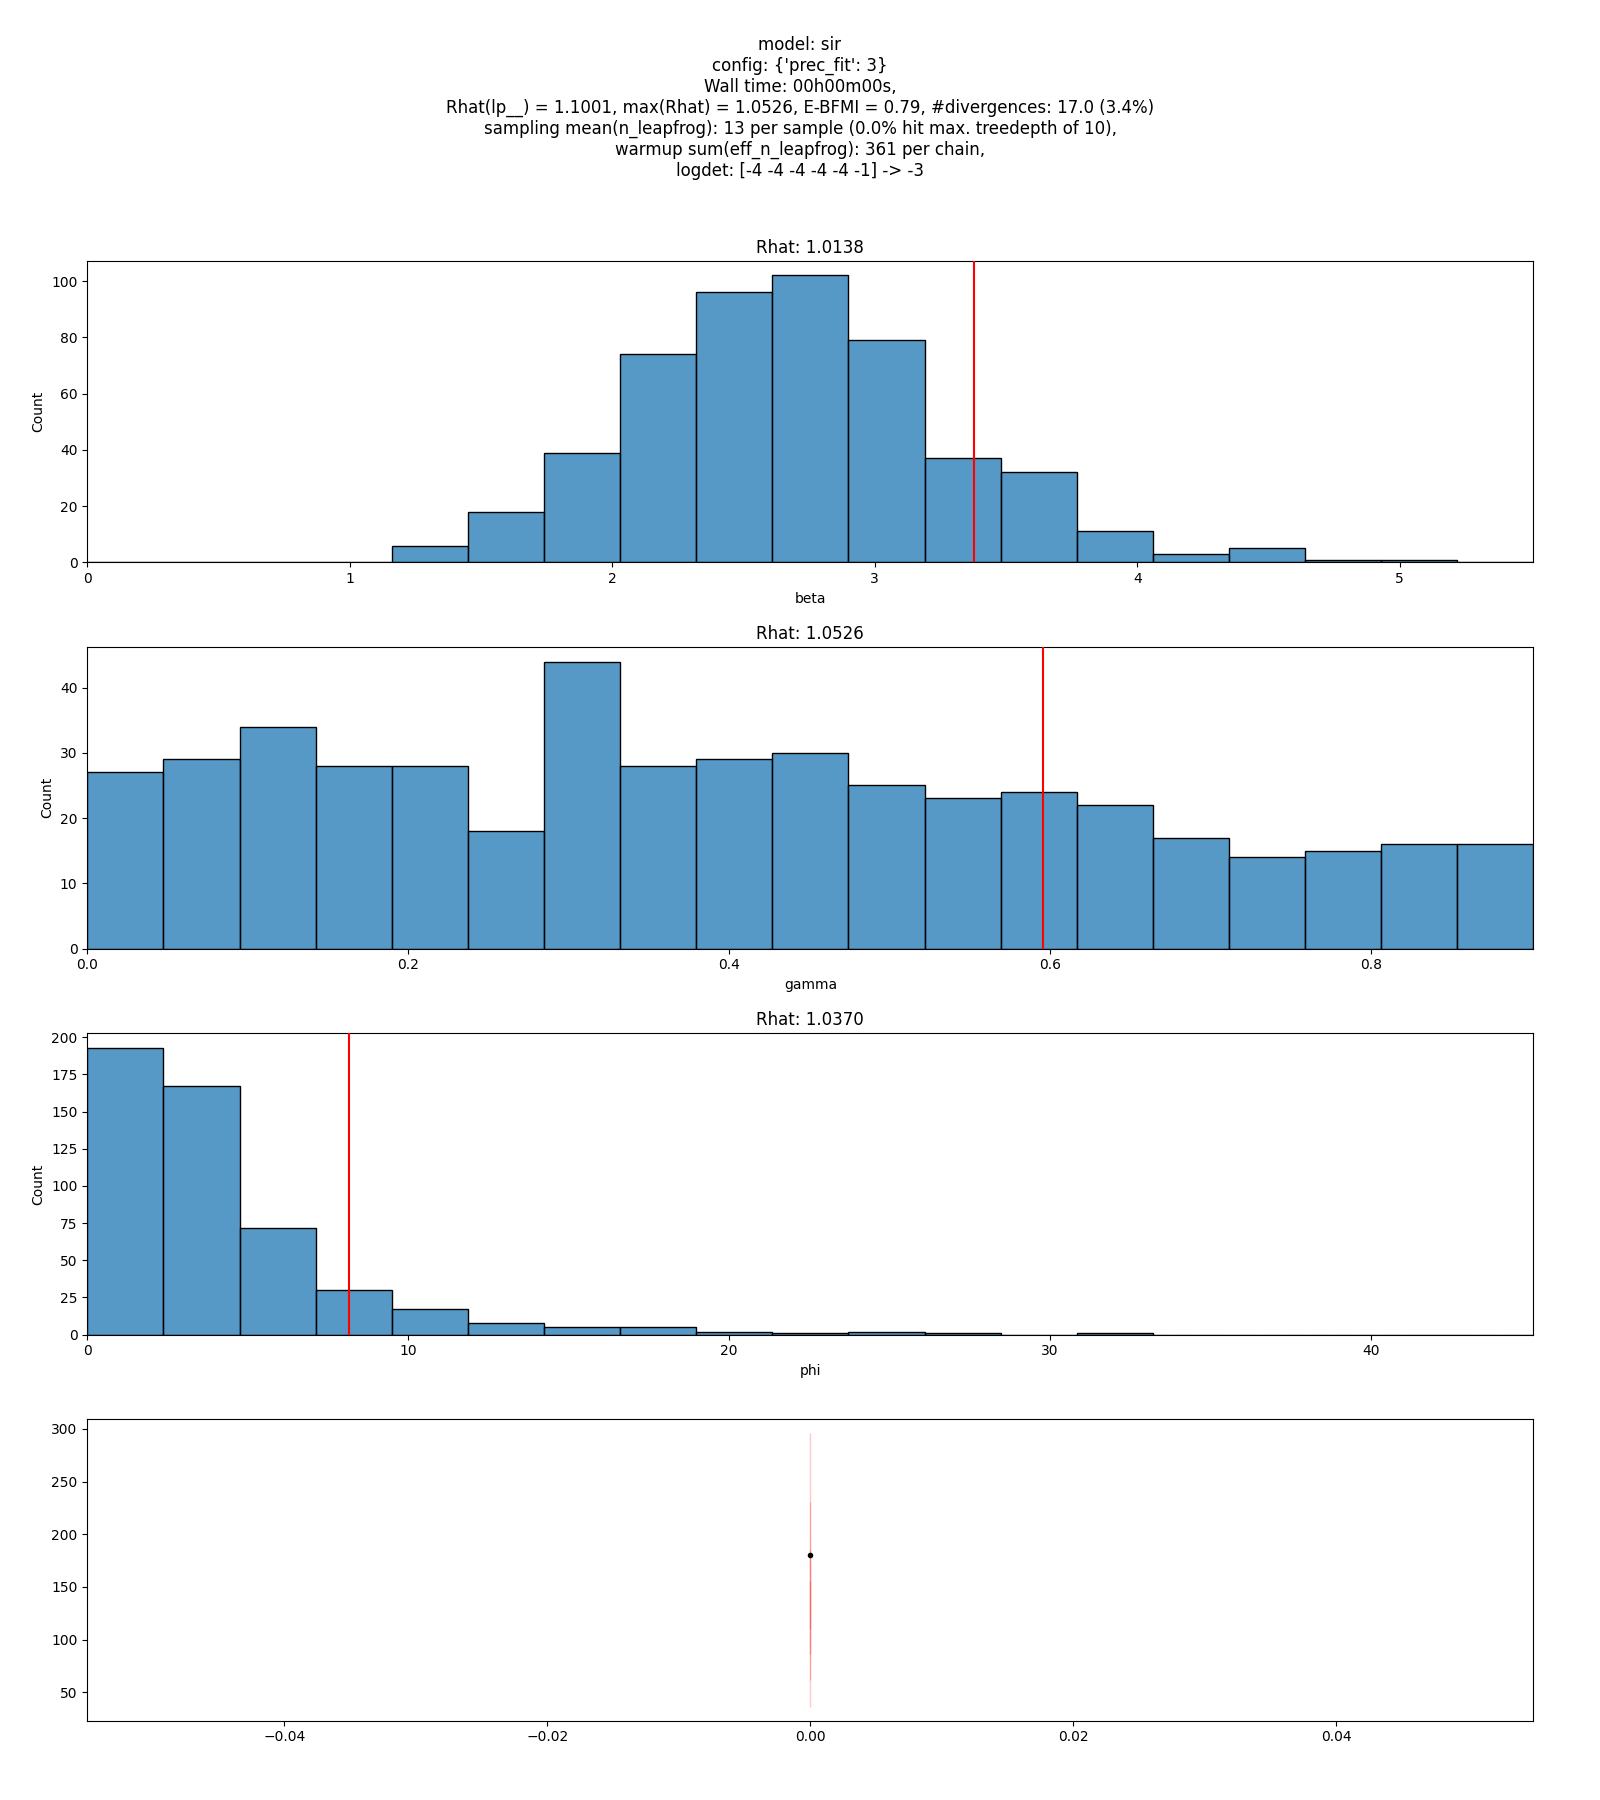 model: sir
config: {'prec_fit': 3}
Wall time: 00h00m00s,
Rhat(lp__) = 1.1001, max(Rhat) = 1.0526, E-BFMI = 0.79, #divergences: 17.0 (3.4%)
sampling mean(n_leapfrog): 13 per sample (0.0% hit max. treedepth of 10),
warmup sum(eff_n_leapfrog): 361 per chain,
logdet: [-4 -4 -4 -4 -4 -1] -> -3
Rhat: 1.0138
100
80
60
40
20
0
Count
0 1 2 3 4 5
beta
Rhat: 1.0526
40
30
20
10
0
Count
0.0 0.2 0.4 0.6 0.8
gamma
Rhat: 1.0370
200
175
150
125
100
75
50
25
0
Count
0 10 20 30 40
phi
300
250
200
150
100
50
−0.04 −0.02 0.00 0.02 0.04